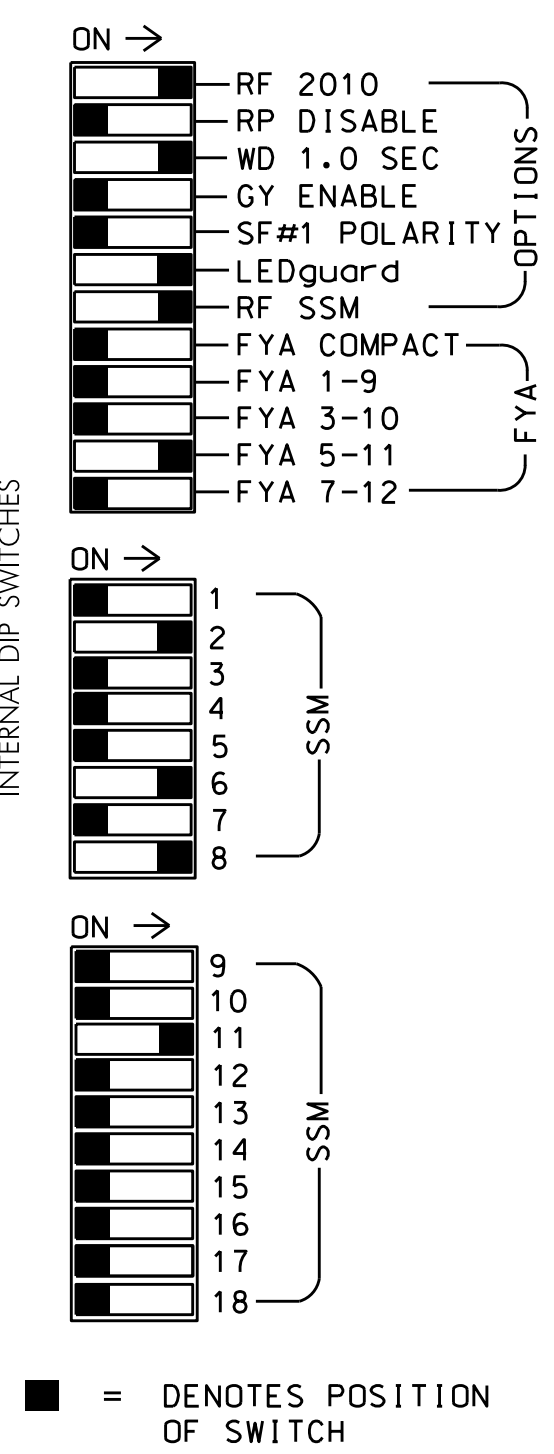 ON →
RF 2010
RP DISABLE
WD 1.0 SEC
GY ENABLE
SF#1 POLARITY
LEDguard
RF SSM
OPTIONS
FYA COMPACT
FYA 1-9
FYA 3-10
FYA 5-11
FYA 7-12
FYA
INTERNAL DIP SWITCHES
ON →
1
2
3
4
5
6
7
8
SSM
ON →
9
10
11
12
13
14
15
16
17
18
SSM
= DENOTES POSITION
OF SWITCH